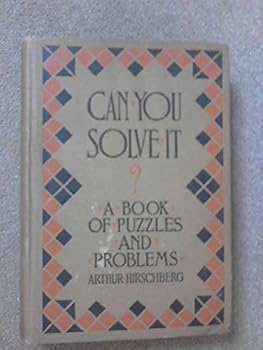 CAN·YOU
SOLVE·IT
?
·A·BOOK·
OF·PUZZLES
·AND·
PROBLEMS·
ARTHUR HIRSCHBERG